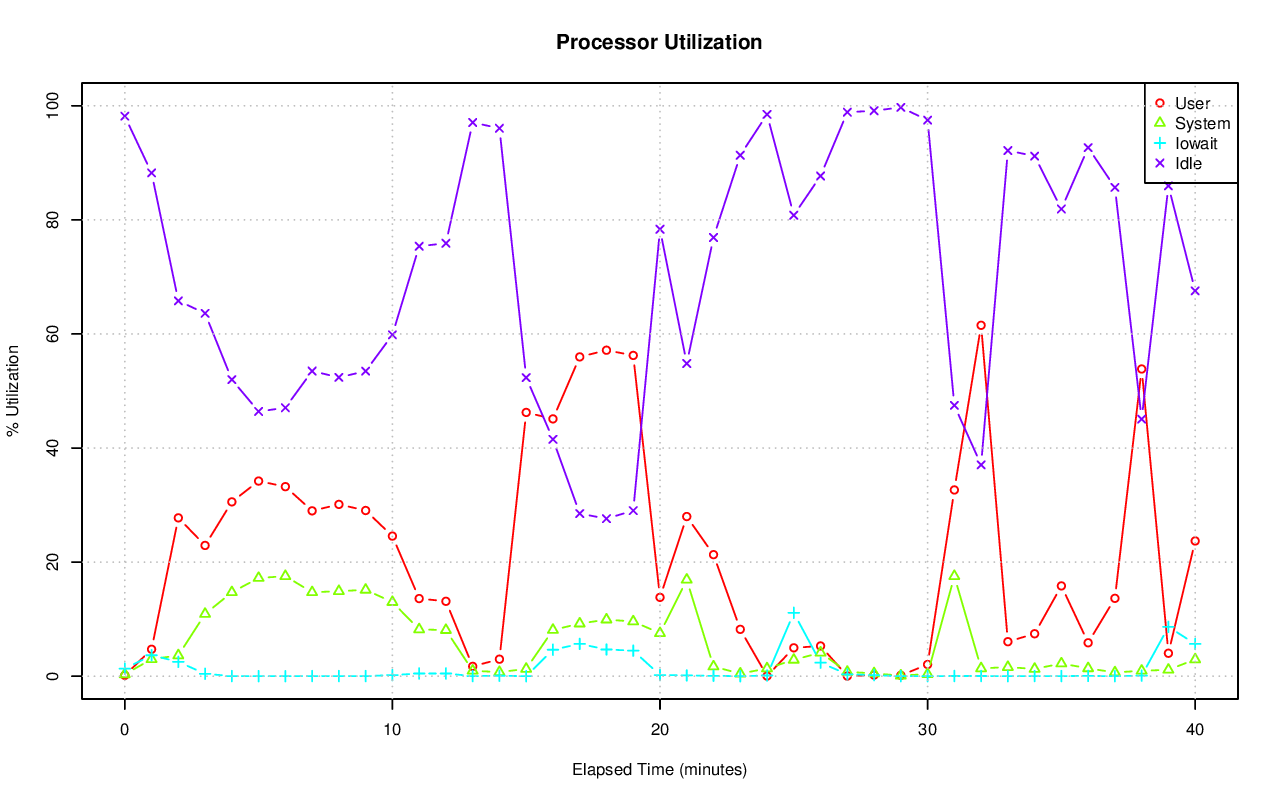 Processor Utilization
% Utilization
100
80
60
40
20
0
User
System
Iowait
Idle
0 10 20 30 40
Elapsed Time (minutes)